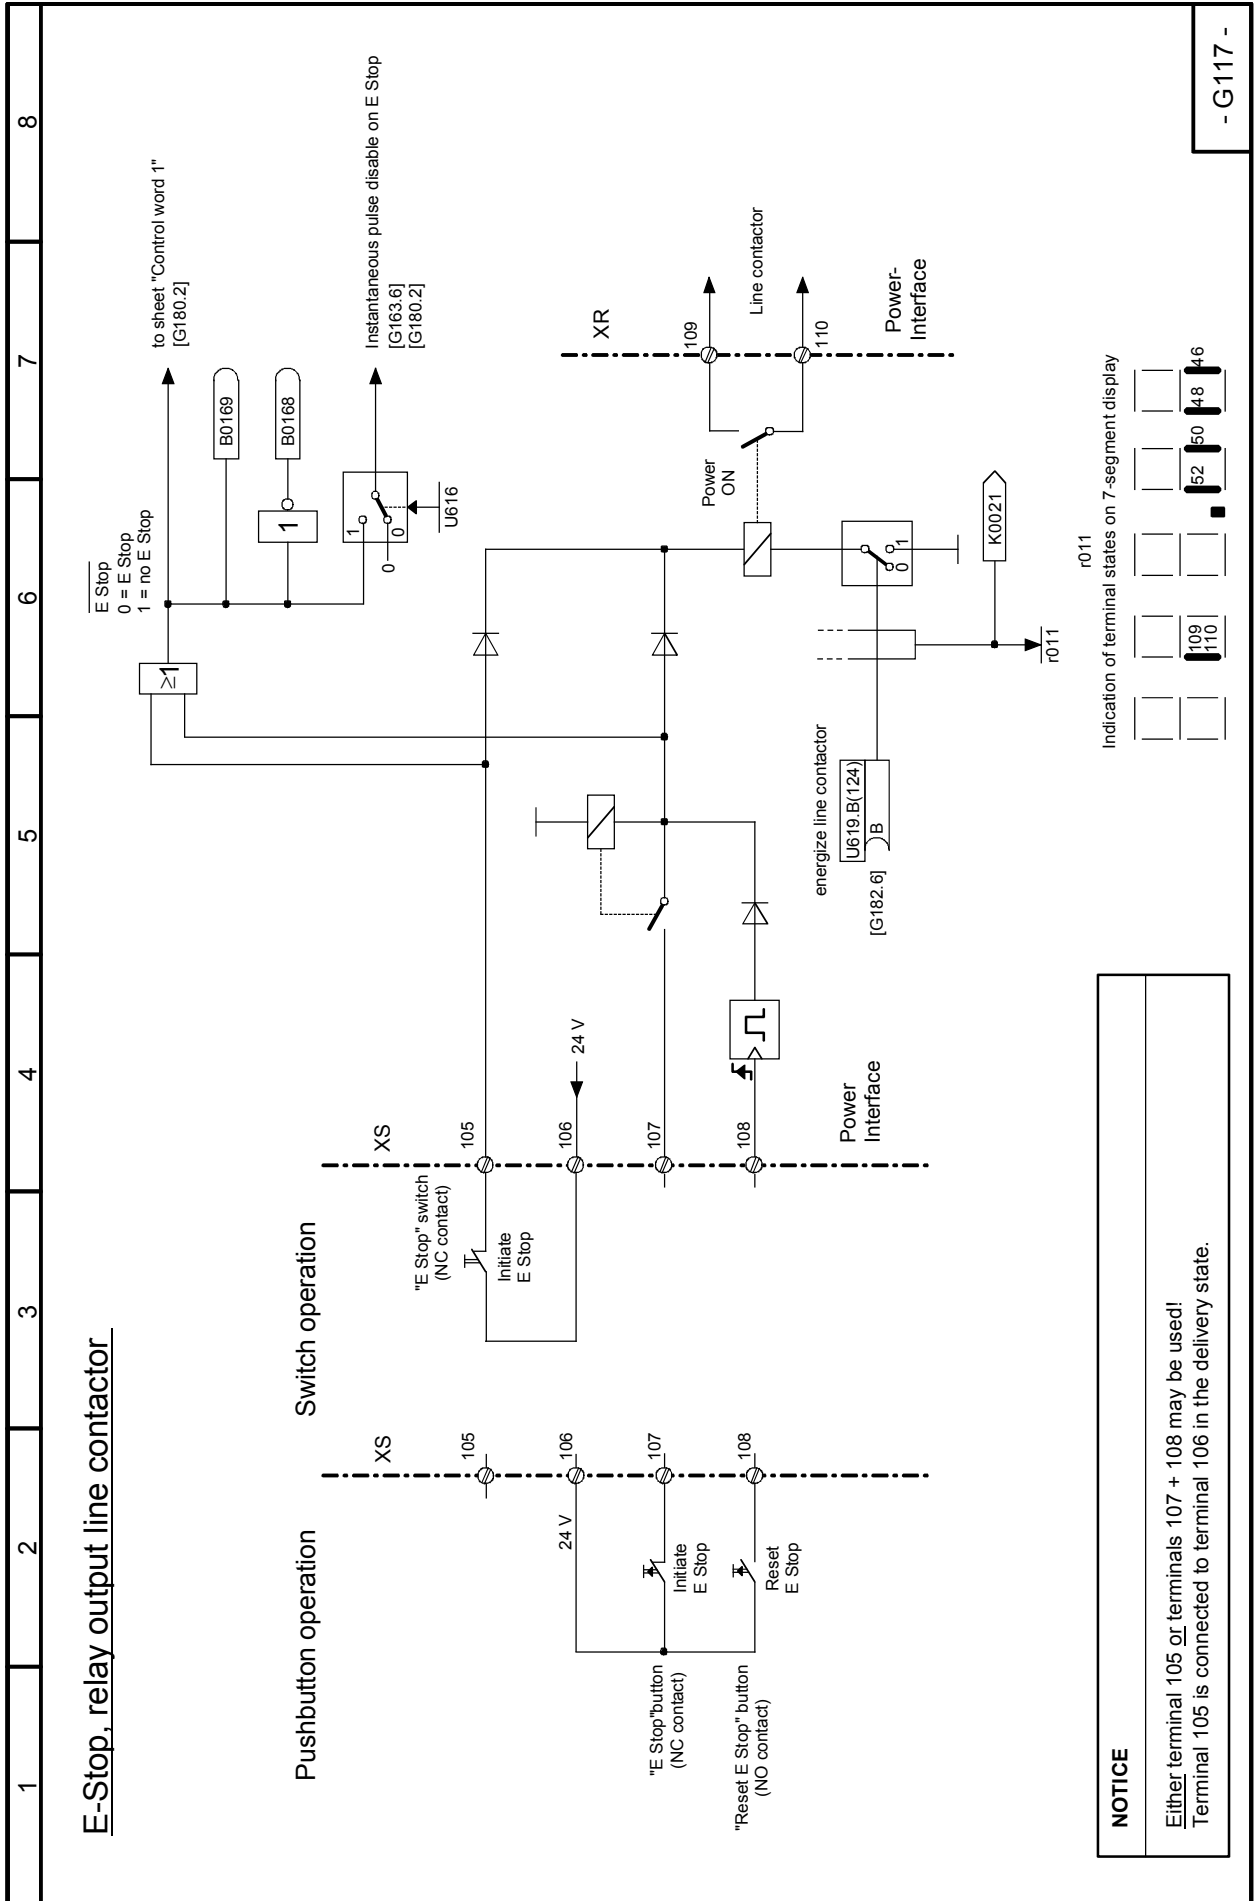 1
2
3
4
5
6
7
8
E-Stop, relay output line contactor
Pushbutton operation
Switch operation
"E Stop"button
(NC contact)
"Reset E Stop" button
(NO contact)
24 V
Initiate
E Stop
Reset
E Stop
XS
105
106
107
108
"E Stop" switch
(NC contact)
Initiate
E Stop
XS
105
106
107
108
24 V
Power
Interface
≥1
E Stop
0 = E Stop
1 = no E Stop
to sheet "Control word 1"
[G180.2]
B0169
1
B0168
1
0
0
U616
Instantaneous pulse disable on E Stop
[G163.6]
[G180.2]
energize line contactor
U619.B(124)
B
[G182.6]
0
1
K0021
r011
Power
ON
XR
109
110
Line contactor
Power-
Interface
r011
Indication of terminal states on 7-segment display
109
110
52
50
48
46
NOTICE
Either terminal 105 or terminals 107 + 108 may be used!
Terminal 105 is connected to terminal 106 in the delivery state.
- G117 -